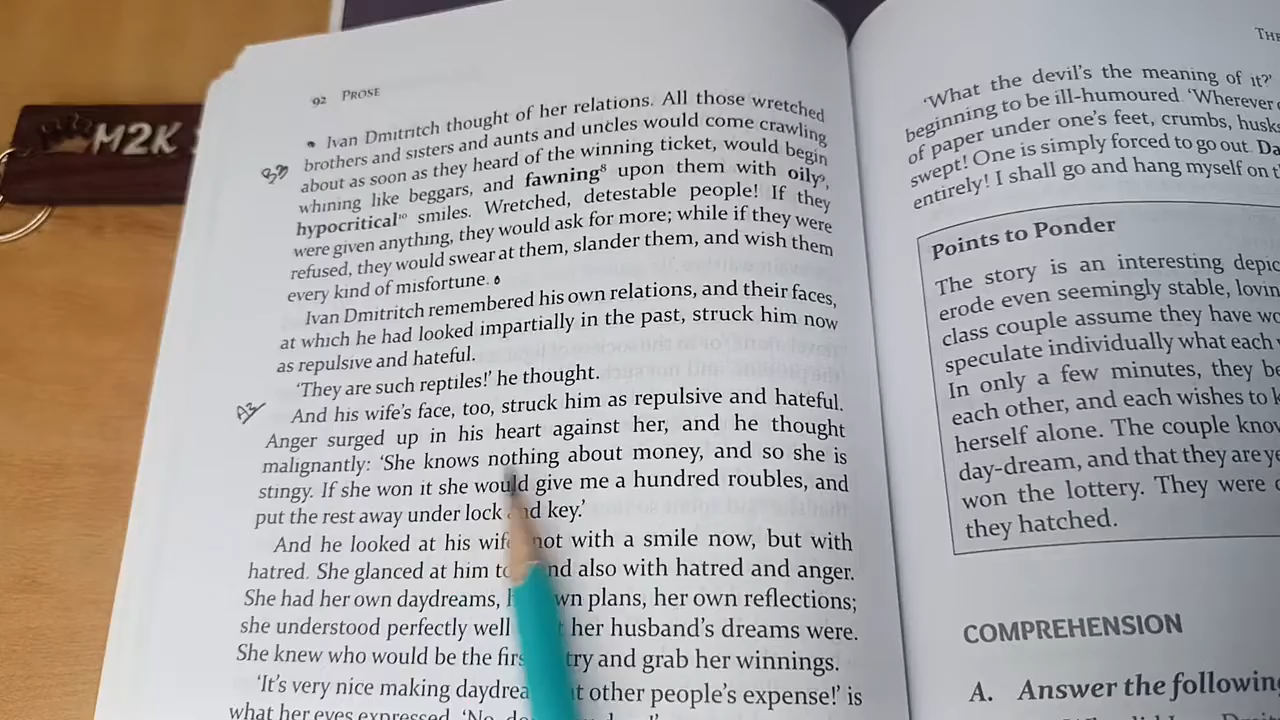 92 PROSE
Ivan Dmitritch thought of her relations. All those wretched
brothers and sisters and aunts and uncles would come crawling
about as soon as they heard of the winning ticket, would begin
whining like beggars, and fawning⁸ upon them with oily⁹,
hypocritical¹⁰ smiles. Wretched, detestable people! If they
were given anything, they would ask for more; while if they were
refused, they would swear at them, slander them, and wish them
every kind of misfortune.
Ivan Dmitritch remembered his own relations, and their faces,
at which he had looked impartially in the past, struck him now
as repulsive and hateful.
'They are such reptiles!' he thought.
And his wife's face, too, struck him as repulsive and hateful.
Anger surged up in his heart against her, and he thought
malignantly: 'She knows nothing about money, and so she is
stingy. If she won it she would give me a hundred roubles, and
put the rest away under lock and key.'
And he looked at his wife not with a smile now, but with
hatred. She glanced at him and also with hatred and anger.
She had her own daydreams, own plans, her own reflections;
she understood perfectly well her husband's dreams were.
She knew who would be the try and grab her winnings.
'It's very nice making other people's expense!' is
what her eyes expressed.
M2K
THE
'What the devil's the meaning of it?'
beginning to be ill-humoured. 'Wherever
of paper under one's feet, crumbs, husks
swept! One is simply forced to go out. Da
entirely! I shall go and hang myself on t
Points to Ponder
The story is an interesting depic
erode even seemingly stable, lovin
class couple assume they have wo
speculate individually what each
In only a few minutes, they be
each other, and each wishes to k
herself alone. The couple know
day-dream, and that they are ye
won the lottery. They were
they hatched.
COMPREHENSION
A. Answer the following